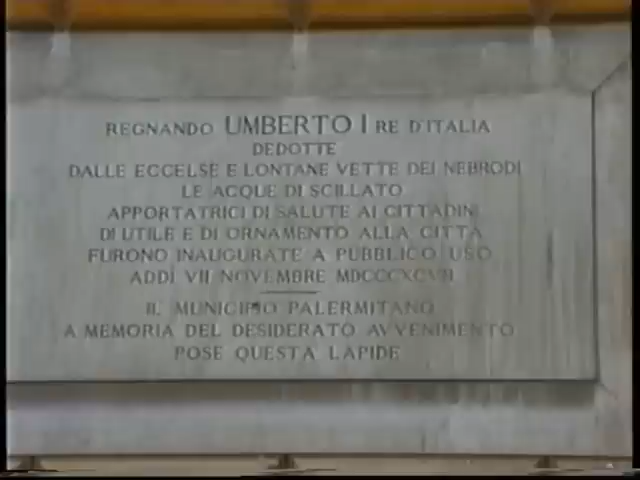 REGNANDO UMBERTO I RE D'ITALIA
DEDOTTE
DALLE ECCELSE E LONTANE VETTE DEI NEBRODI
LE ACQUE DI SCILLATO
APPORTATRICI DI SALUTE AI CITTADINI
DI UTILE E DI ORNAMENTO ALLA CITTÀ
FURONO INAUGURATE A PUBBLICO USO
ADDÌ VII NOVEMBRE MDCCCXCVII
IL MUNICIPIO PALERMITANO
A MEMORIA DEL DESIDERATO AVVENIMENTO
POSE QUESTA LAPIDE